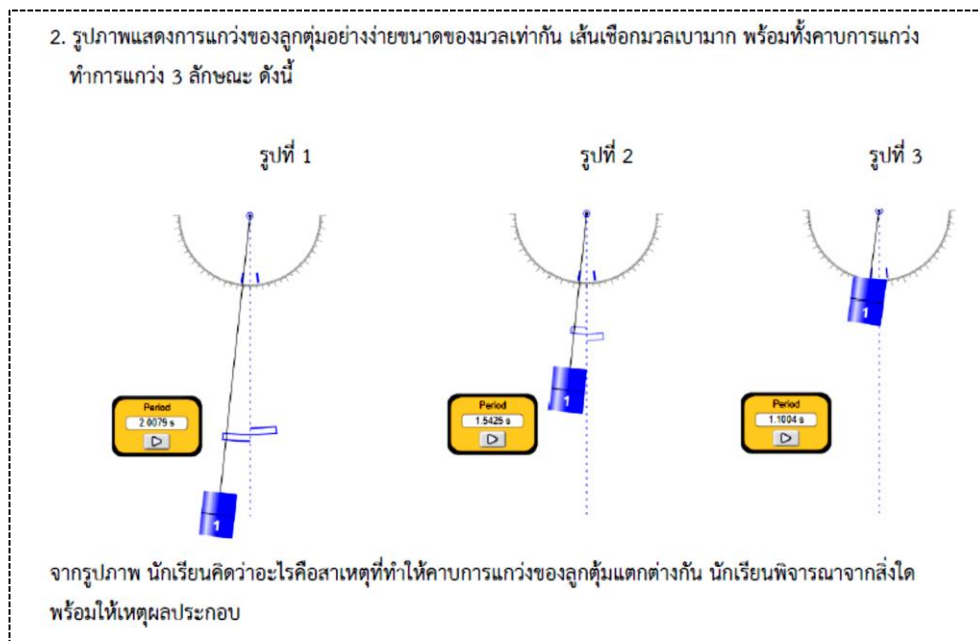 2. รูปภาพแสดงการแกว่งของลูกตุ่มอย่างง่ายขนาดของมวลเท่ากัน เส้นเชือกมวลเบามาก พร้อมทั้งคาบการแกว่ง
ทำการแกว่ง 3 ลักษณะ ดังนี้
รูปที่ 1
รูปที่ 2
รูปที่ 3
Period
2.0079 s
1
Period
1.5425 s
1
Period
1.1004 s
1
จากรูปภาพ นักเรียนคิดว่าอะไรคือสาเหตุที่ทำให้คาบการแกว่งของลูกตุ้มแตกต่างกัน นักเรียนพิจารณาจากสิ่งใด
พร้อมให้เหตุผลประกอบ